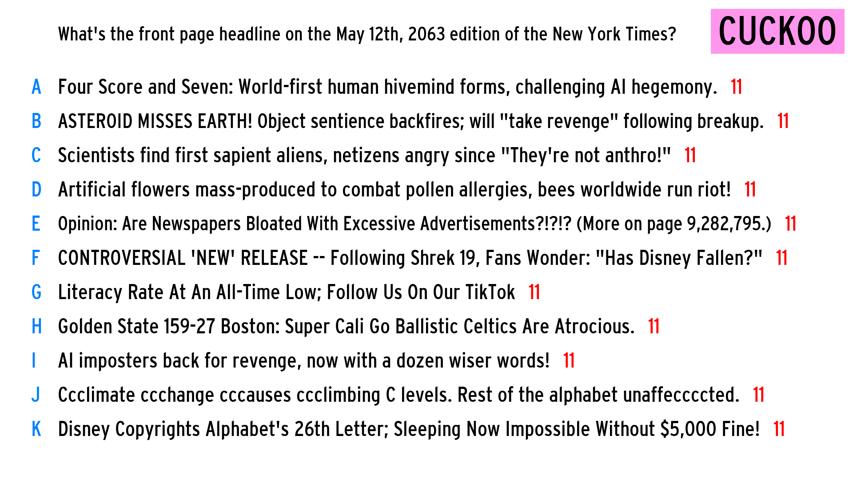 What's the front page headline on the May 12th, 2063 edition of the New York Times?
CUCKOO
A Four Score and Seven: World-first human hivemind forms, challenging AI hegemony. 11
B ASTEROID MISSES EARTH! Object sentience backfires; will "take revenge" following breakup. 11
C Scientists find first sapient aliens, netizens angry since "They're not anthro!" 11
D Artificial flowers mass-produced to combat pollen allergies, bees worldwide run riot! 11
E Opinion: Are Newspapers Bloated With Excessive Advertisements?!?!? (More on page 9,282,795.) 11
F CONTROVERSIAL 'NEW' RELEASE -- Following Shrek 19, Fans Wonder: "Has Disney Fallen?" 11
G Literacy Rate At An All-Time Low; Follow Us On Our TikTok 11
H Golden State 159-27 Boston: Super Cali Go Ballistic Celtics Are Atrocious. 11
I AI imposters back for revenge, now with a dozen wiser words! 11
J Ccclimate ccchange cccauses ccclimbing C levels. Rest of the alphabet unaffecccccted. 11
K Disney Copyrights Alphabet's 26th Letter; Sleeping Now Impossible Without $5,000 Fine! 11